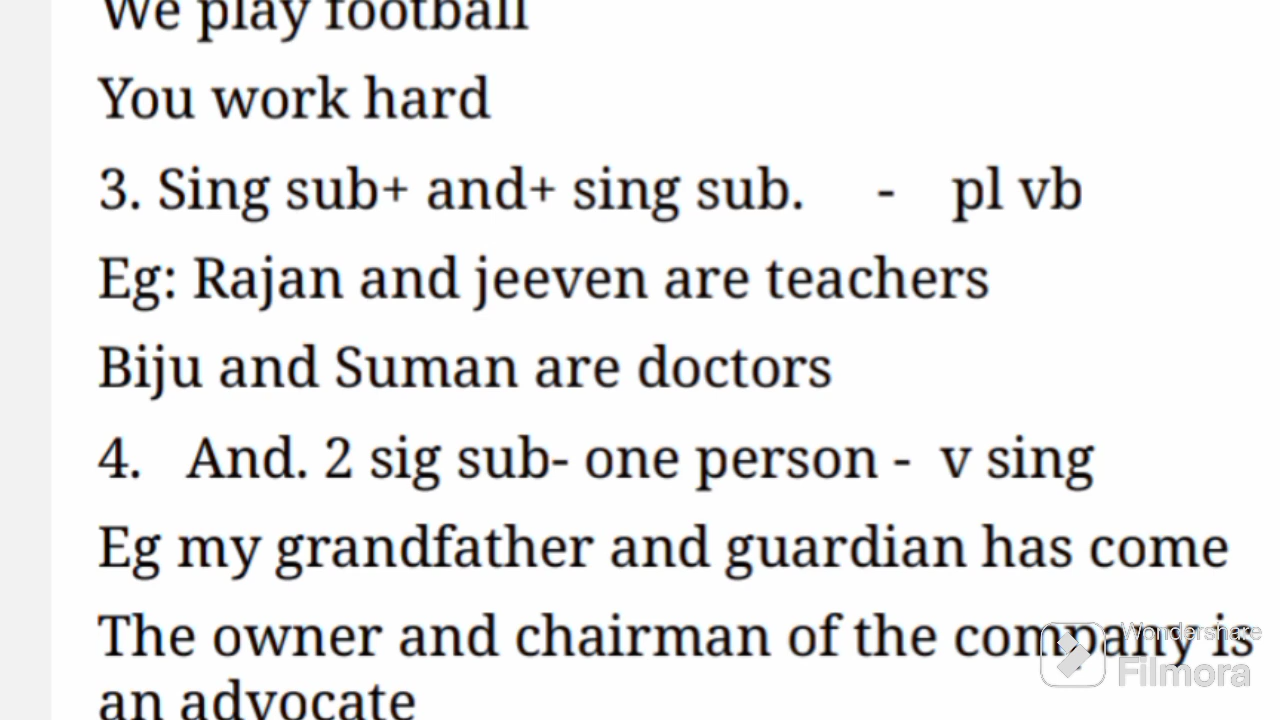 We play football
You work hard
3. Sing sub+ and+ sing sub. - pl vb
Eg: Rajan and jeeven are teachers
Biju and Suman are doctors
4. And. 2 sig sub- one person - v sing
Eg my grandfather and guardian has come
The owner and chairman of the company is
an advocate
Wondershare
Filmora